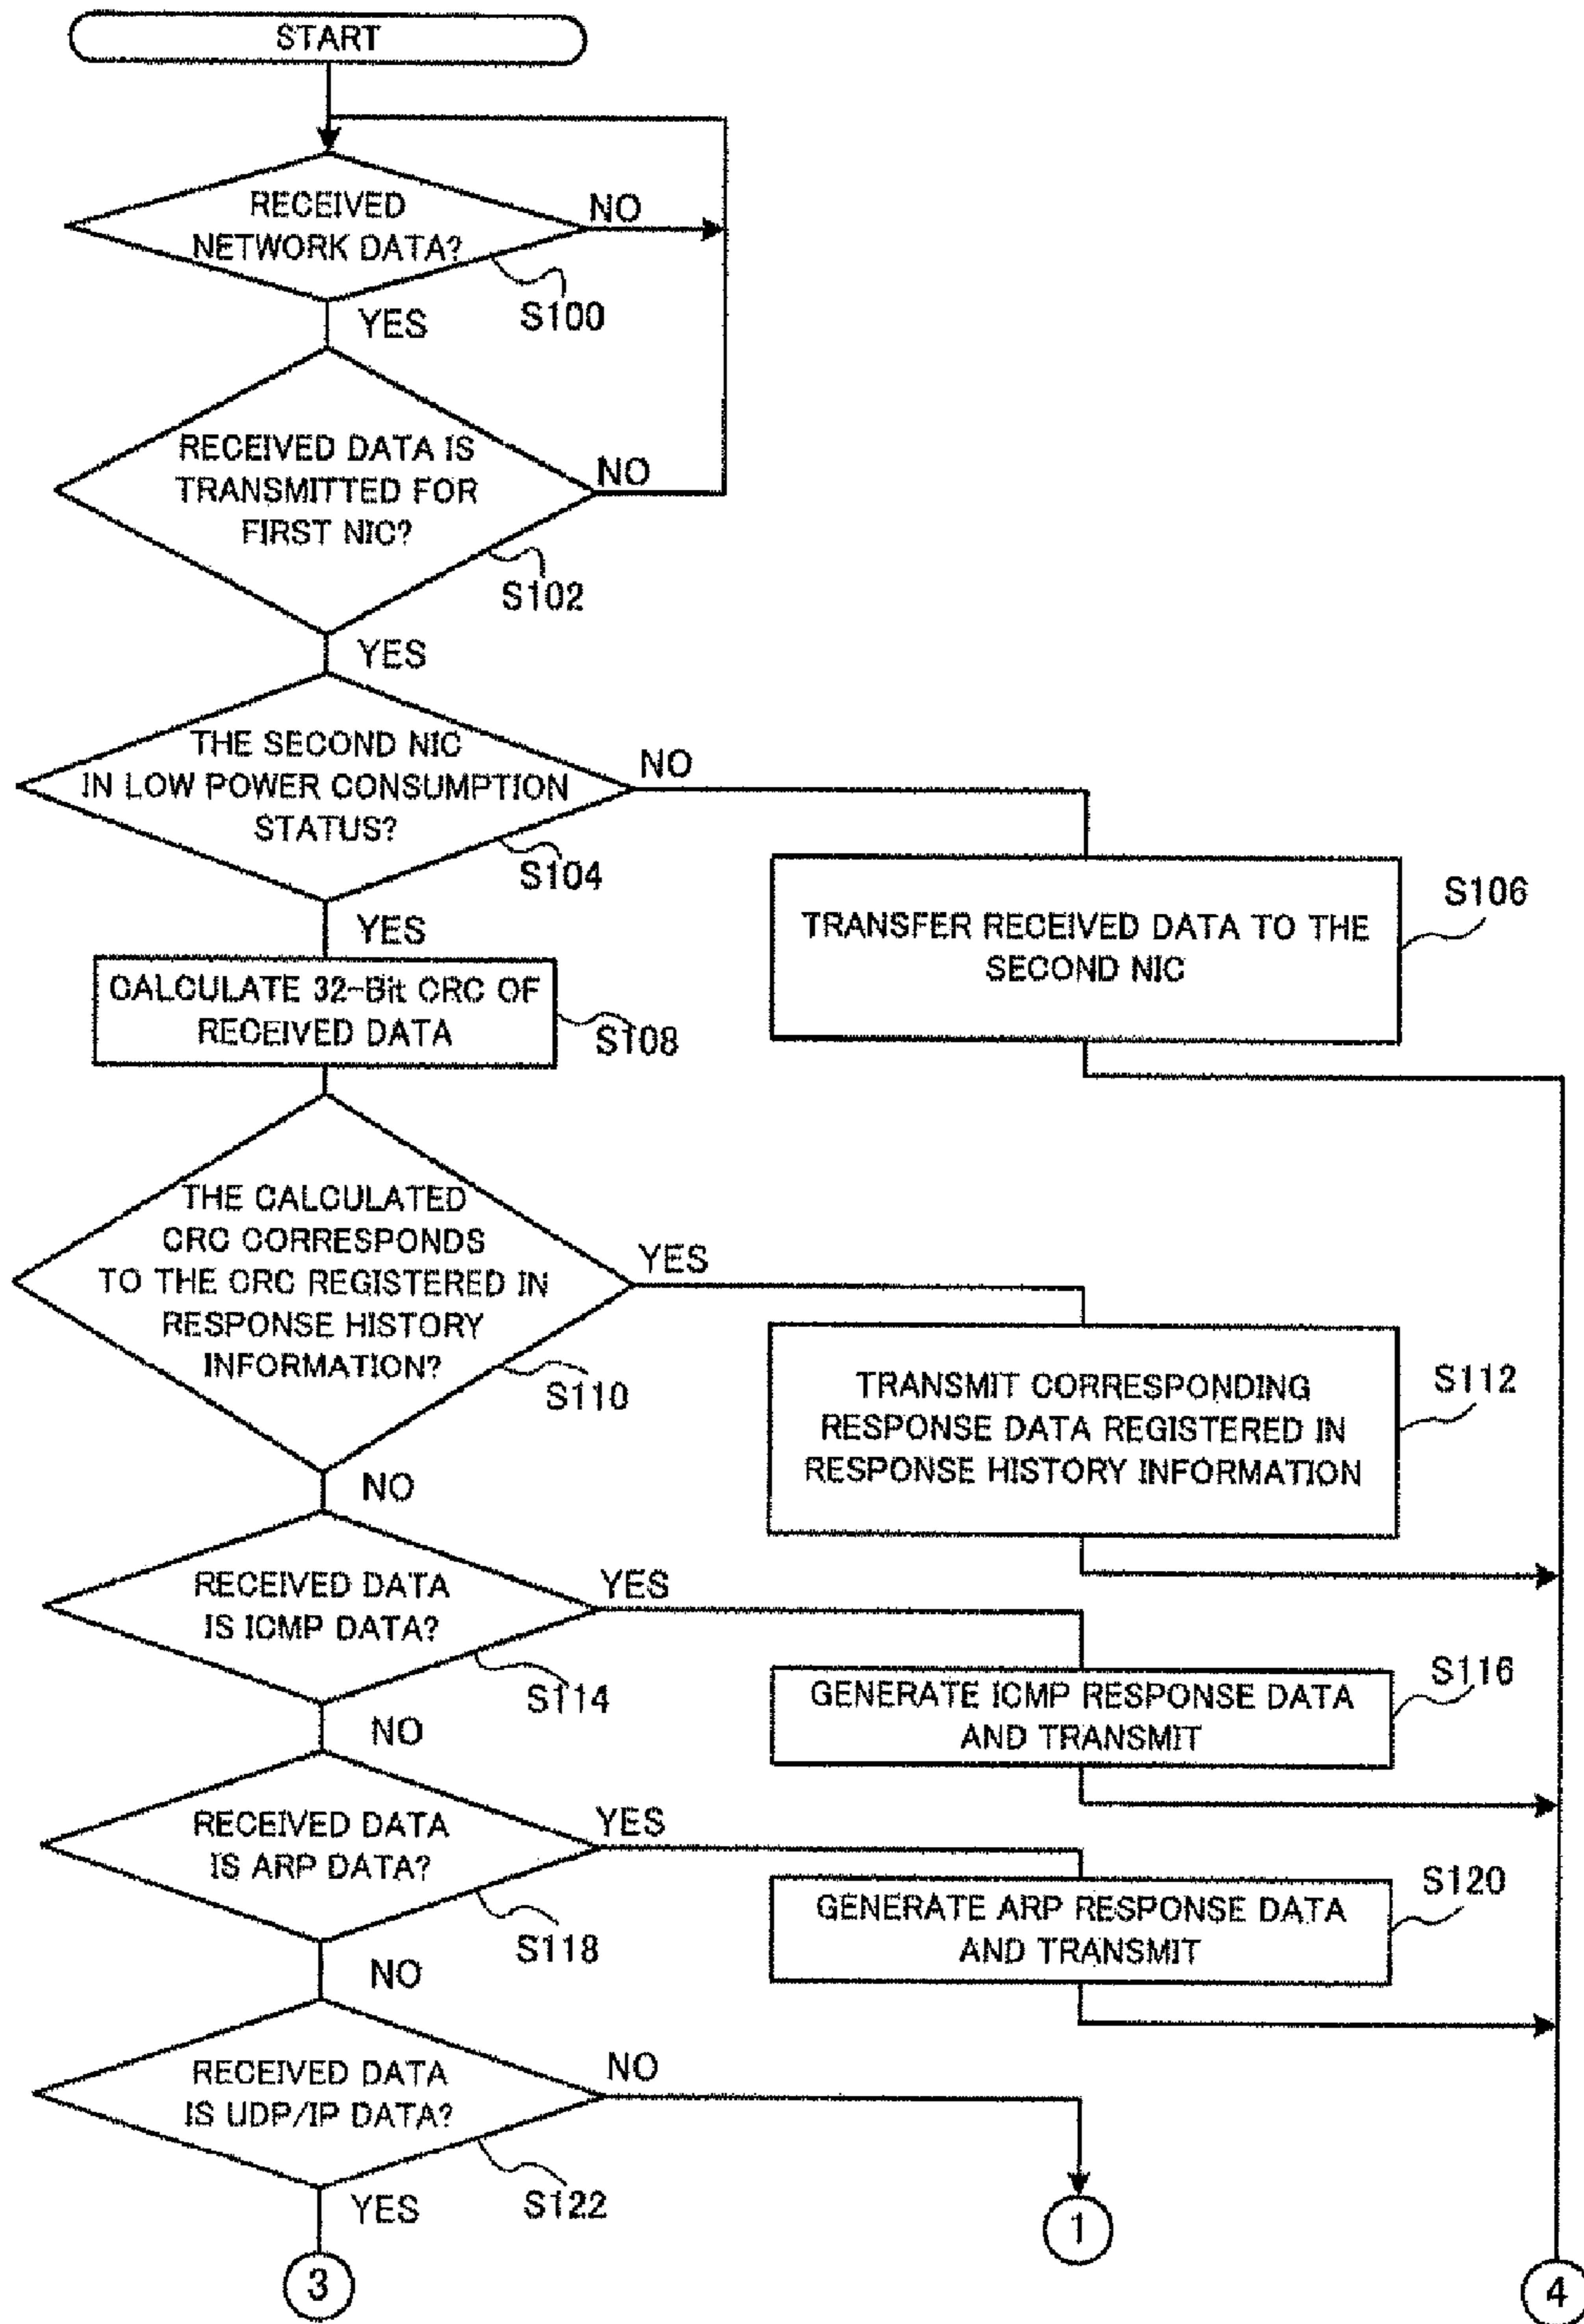 START
RECEIVED
NETWORK DATA?
NO
S100
YES
RECEIVED DATA IS
TRANSMITTED FOR
FIRST NIC?
NO
S102
YES
THE SECOND NIC
IN LOW POWER CONSUMPTION
STATUS?
NO
S104
YES
TRANSFER RECEIVED DATA TO THE
SECOND NIC
S106
CALCULATE 32-Bit CRC OF
RECEIVED DATA
S108
THE CALCULATED
CRC CORRESPONDS
TO THE CRC REGISTERED IN
RESPONSE HISTORY
INFORMATION?
YES
S110
NO
TRANSMIT CORRESPONDING
RESPONSE DATA REGISTERED IN
RESPONSE HISTORY INFORMATION
S112
RECEIVED DATA
IS ICMP DATA?
YES
S114
NO
GENERATE ICMP RESPONSE DATA
AND TRANSMIT
S116
RECEIVED DATA
IS ARP DATA?
YES
S118
NO
GENERATE ARP RESPONSE DATA
AND TRANSMIT
S120
RECEIVED DATA
IS UDP/IP DATA?
NO
S122
YES
1
3
4